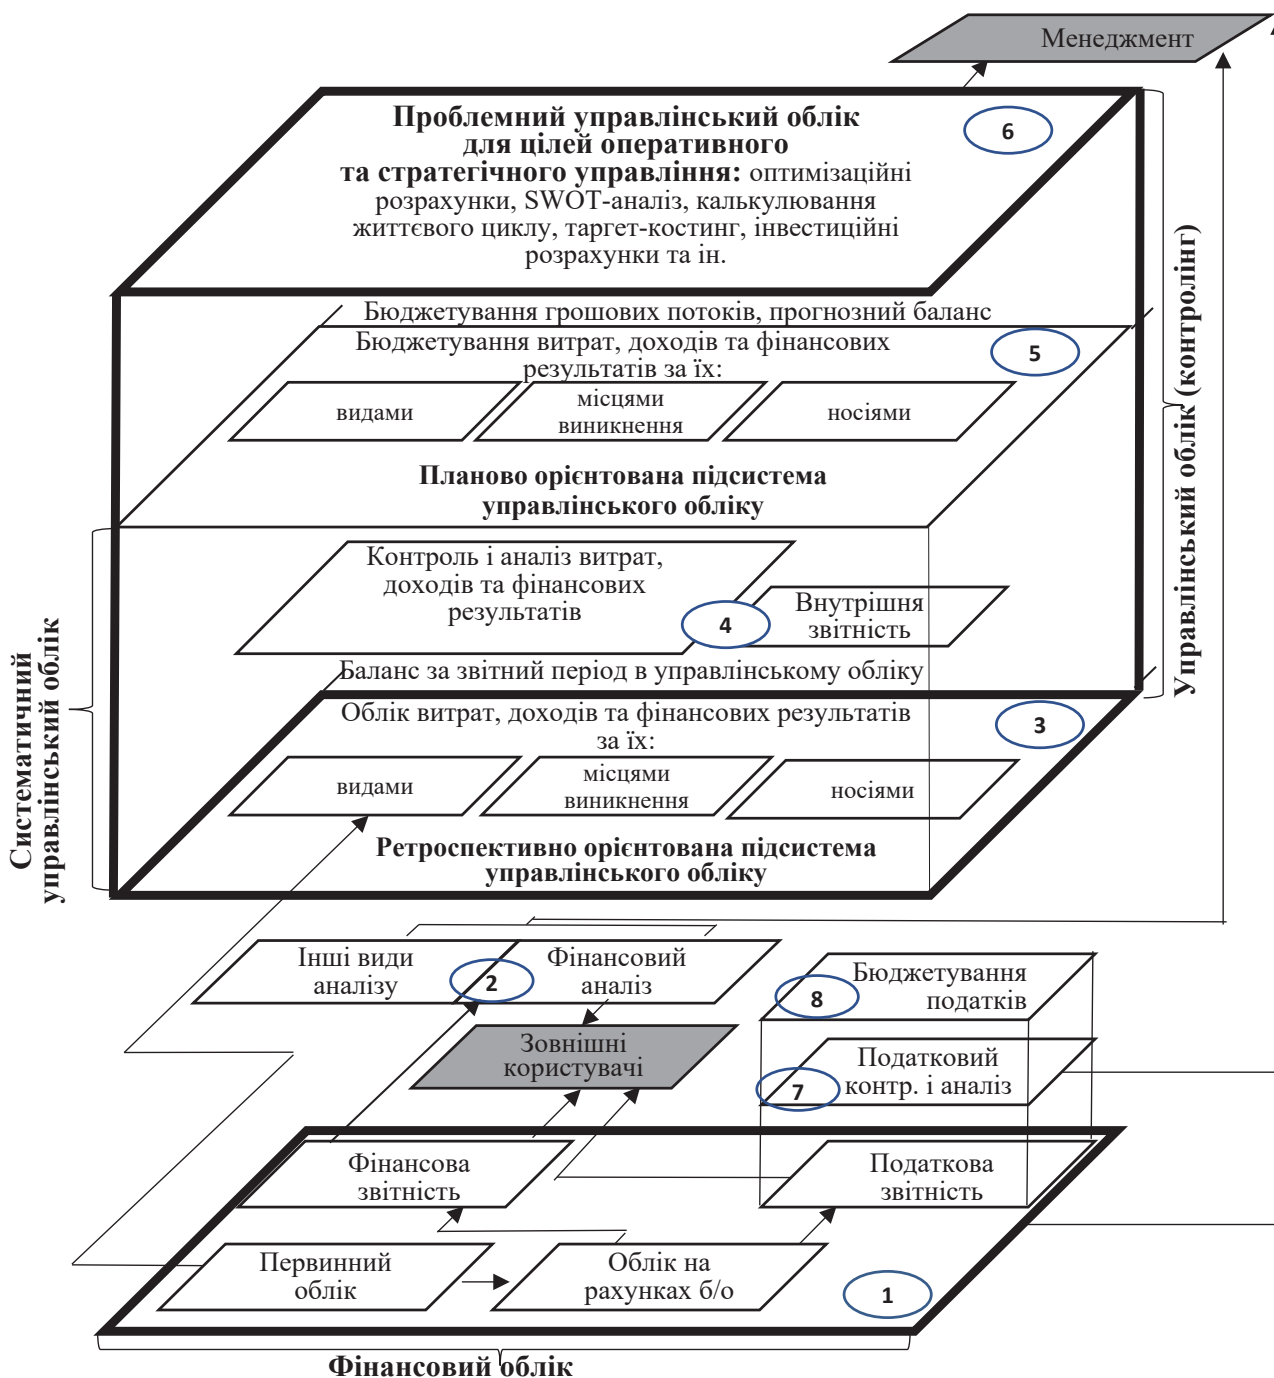 Менеджмент
Проблемний управлінський облік
для цілей оперативного
та стратегічного управління: оптимізаційні
розрахунки, SWOT-аналіз, калькулювання
життєвого циклу, таргет-костинг, інвестиційні
розрахунки та ін.
6
Бюджетування грошових потоків, прогнозний баланс
Бюджетування витрат, доходів та фінансових
результатів за їх:
5
видами
місцями
виникнення
носіями
Планово орієнтована підсистема
управлінського обліку
Управлінський облік (контролінг)
Контроль і аналіз витрат,
доходів та фінансових
результатів
4
Внутрішня
звітність
Баланс за звітний період в управлінському обліку
Облік витрат, доходів та фінансових результатів
за їх:
3
видами
місцями
виникнення
носіями
Ретроспективно орієнтована підсистема
управлінського обліку
Систематичний
управлінський облік
Інші види
аналізу
2
Фінансовий
аналіз
Бюджетування
податків
8
Зовнішні
користувачі
Податковий
контр. і аналіз
7
Фінансова
звітність
Податкова
звітність
Первинний
облік
Облік на
рахунках б/о
1
Фінансовий облік